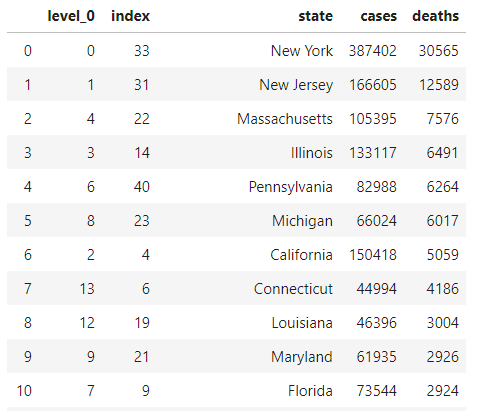 level_0 index state cases deaths
0 0 33 New York 387402 30565
1 1 31 New Jersey 166605 12589
2 4 22 Massachusetts 105395 7576
3 3 14 Illinois 133117 6491
4 6 40 Pennsylvania 82988 6264
5 8 23 Michigan 66024 6017
6 2 4 California 150418 5059
7 13 6 Connecticut 44994 4186
8 12 19 Louisiana 46396 3004
9 9 21 Maryland 61935 2926
10 7 9 Florida 73544 2924